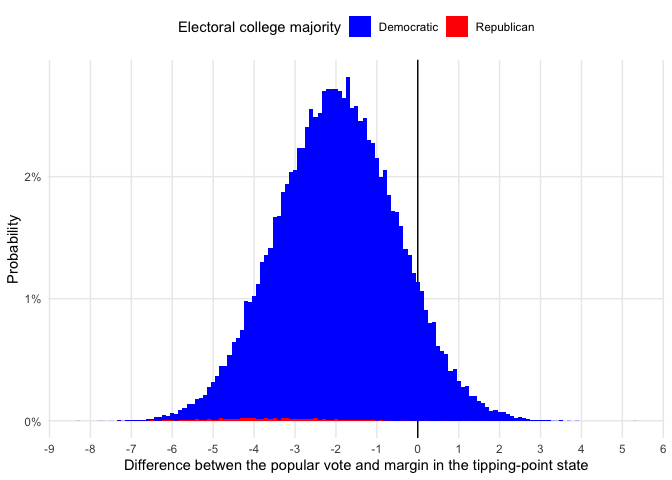 Electoral college majority Democratic Republican
Probability
2%
1%
0%
-9 -8 -7 -6 -5 -4 -3 -2 -1 0 1 2 3 4 5 6
Difference betwen the popular vote and margin in the tipping-point state